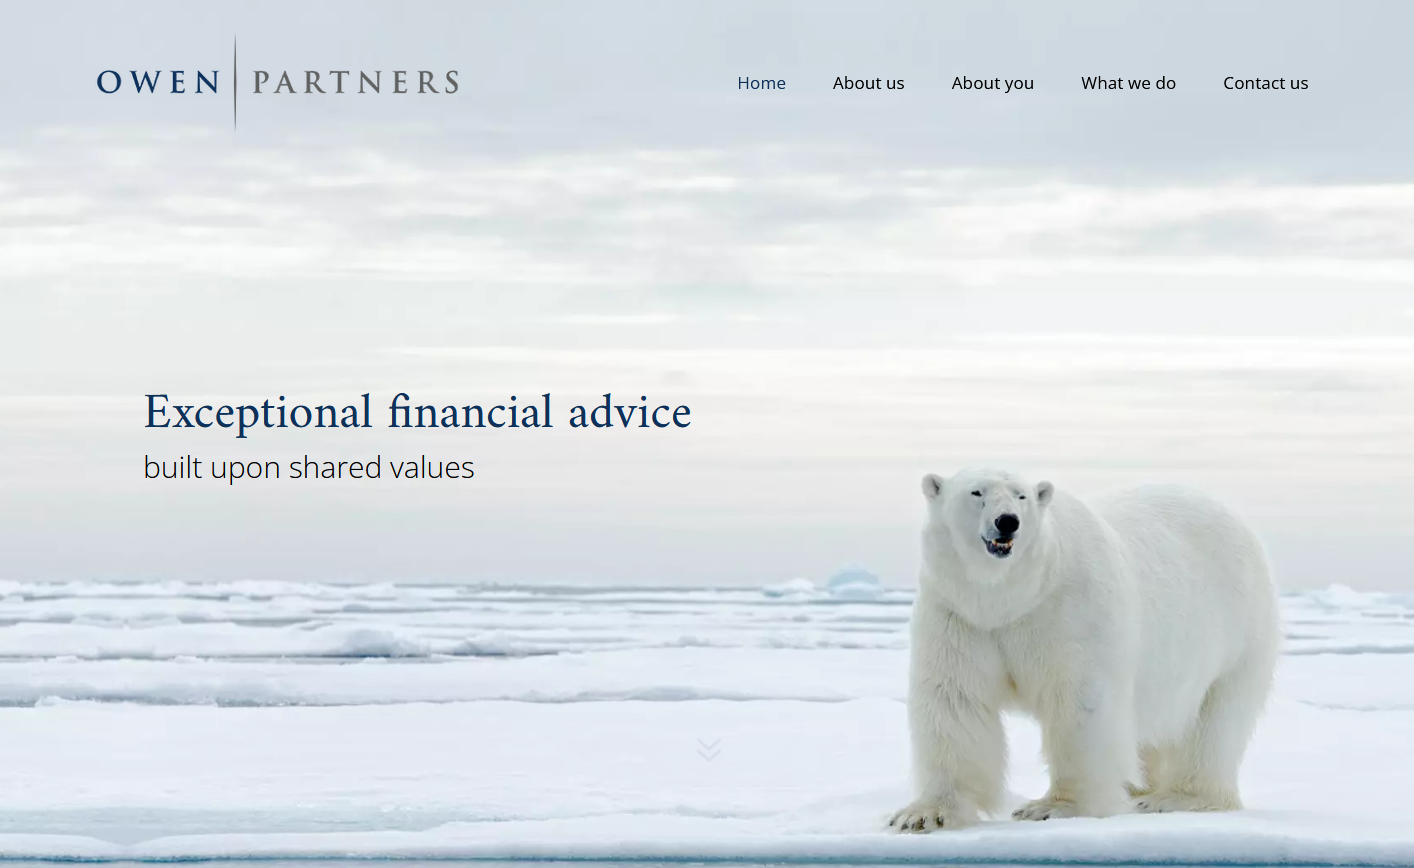 OWEN PARTNERS
Home About us About you What we do Contact us
Exceptional financial advice
built upon shared values